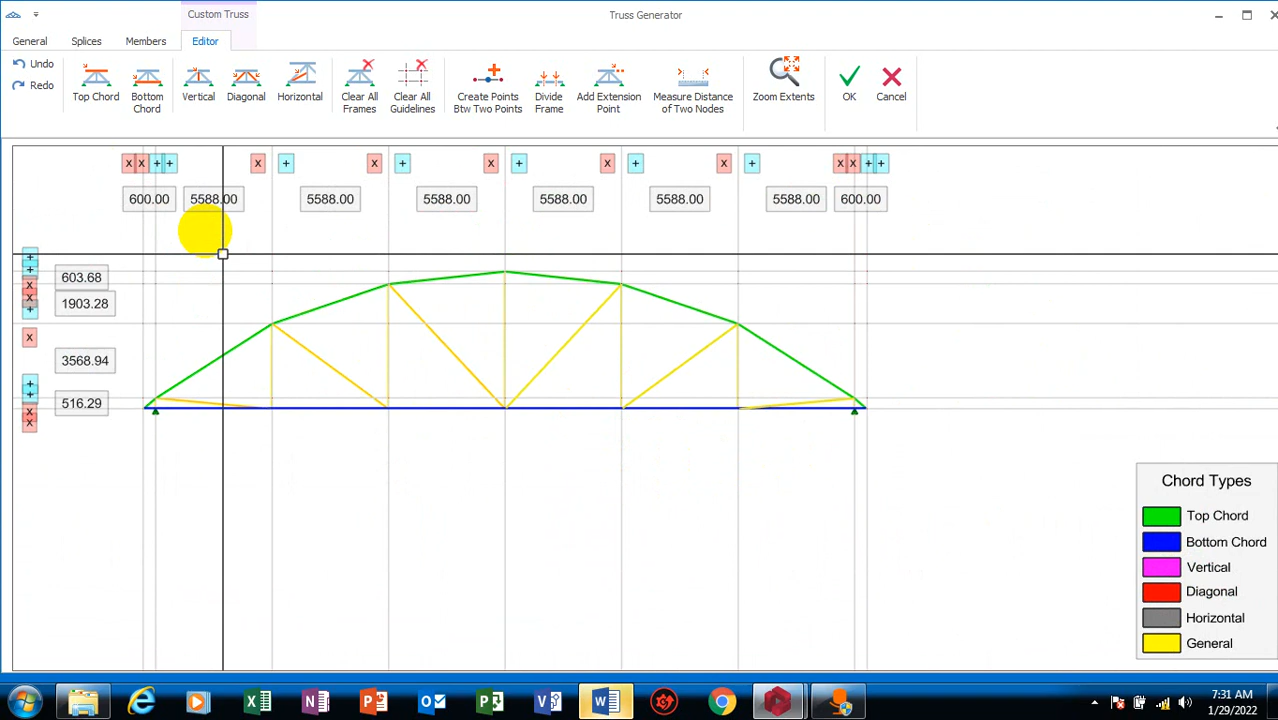 Custom Truss
Truss Generator
General Splices Members Editor
Undo
Redo
Top Chord
Bottom
Chord
Vertical
Diagonal
Horizontal
Clear All
Frames
Clear All
Guidelines
Create Points
Btw Two Points
Divide
Frame
Add Extension
Point
Measure Distance
of Two Nodes
Zoom Extents
OK
Cancel
x x + + x + x + x + x + x + x x + +
600.00 5588.00 5588.00 5588.00 5588.00 5588.00 5588.00 600.00
603.68
1903.28
3568.94
516.29
Chord Types
Top Chord
Bottom Chord
Vertical
Diagonal
Horizontal
General
7:31 AM
1/29/2022